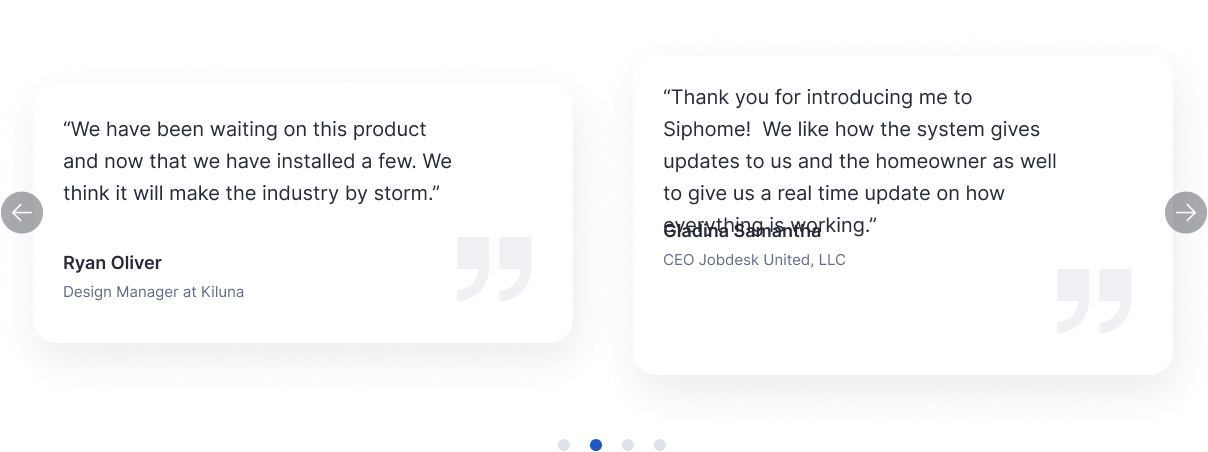 “We have been waiting on this product
and now that we have installed a few. We
think it will make the industry by storm.”
Ryan Oliver
Design Manager at Kiluna
“Thank you for introducing me to
Siphome!  We like how the system gives
updates to us and the homeowner as well
to give us a real time update on how
everything is working.”
Gladina Samantha
CEO Jobdesk United, LLC